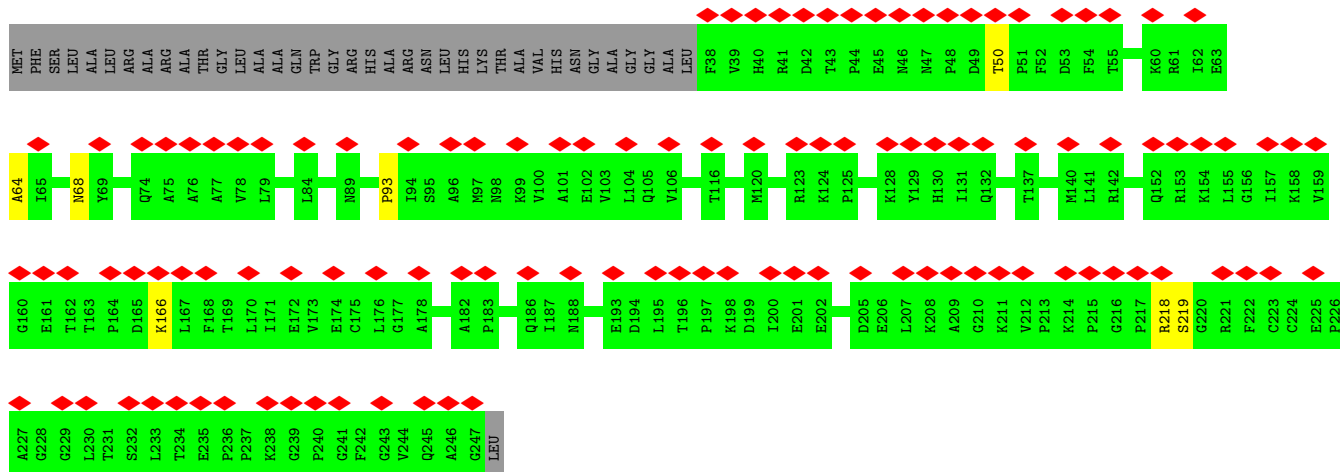 MET PHE SER LEU ALA LEU ARG ALA ARG ALA THR GLY LEU ALA ALA GLN TRP GLY ARG HIS ALA ARG ASN LEU HIS LYS THR ALA VAL HIS ASN GLY ALA GLY GLY ALA LEU F38 V39 H40 R41 D42 T43 P44 E45 N46 N47 P48 D49 T50 P51 F52 D53 F54 T55 K60 R61 I62 E63
A64 I65 N68 Y69 Q74 A75 A76 A77 V78 L79 L84 N89 P93 I94 S95 A96 M97 N98 K99 V100 A101 E102 V103 L104 Q105 V106 T116 M120 R123 K124 P125 K128 Y129 H130 I131 Q132 T137 M140 L141 R142 Q152 R153 K154 L155 G156 I157 K158 V159
G160 E161 T162 T163 P164 D165 K166 L167 F168 T169 L170 I171 E172 V173 E174 C175 L176 G177 A178 A182 P183 Q186 I187 N188 E193 D194 L195 T196 P197 K198 D199 I200 E201 E202 D205 E206 L207 K208 A209 G210 K211 V212 P213 K214 P215 G216 P217 R218 S219 G220 R221 F222 C223 C224 E225 P226
A227 G228 G229 L230 T231 S232 L233 T234 E235 P236 P237 K238 G239 P240 G241 F242 G243 V244 Q245 A246 G247 LEU